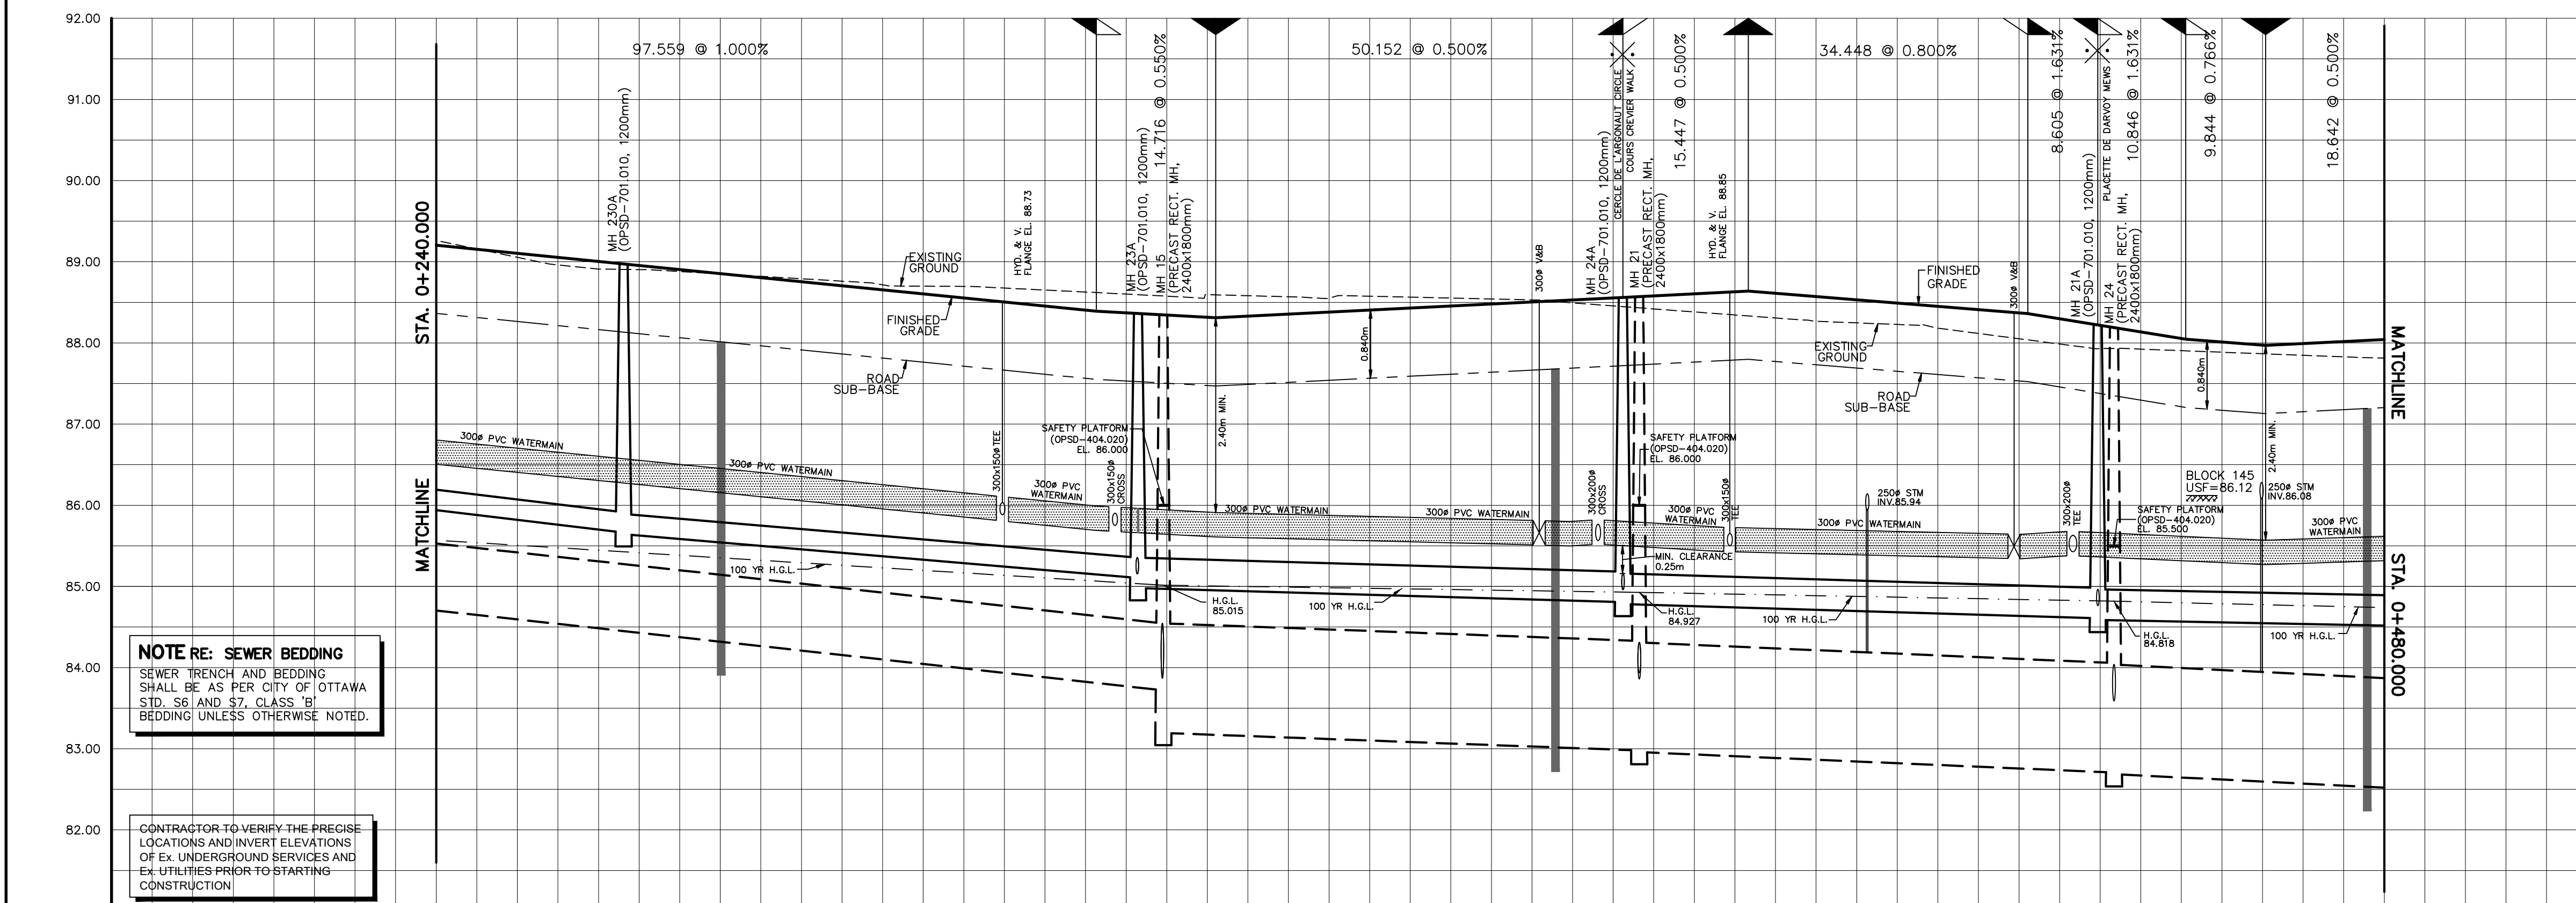 92.00
91.00
90.00
89.00
88.00
87.00
86.00
85.00
84.00
83.00
82.00
97.559 @ 1.000%
14.716 @ 0.550%
50.152 @ 0.500%
15.447 @ 0.500%
34.448 @ 0.800%
8.605 @ 1.631%
10.846 @ 1.631%
9.844 @ 0.766%
18.642 @ 0.500%
STA. 0+240.000
MATCHLINE
MH 230A
(OPSD-701.010, 1200mm)
HYD. & V.
FLANGE EL. 88.73
MH 23A
(OPSD-701.010, 1200mm)
MH 15
(PRECAST RECT. MH,
2400x1800mm)
300ø V&B
MH 24A
(OPSD-701.010, 1200mm)
CERCLE DE L'ARGONAUT CIRCLE
COURS CREVIER WALK
MH 21
(PRECAST RECT. MH,
2400x1800mm)
HYD. & V.
FLANGE EL. 88.85
300ø V&B
MH 21A
(OPSD-701.010, 1200mm)
PLACETTE DE DARVOY MEWS
MH 24
(PRECAST RECT. MH,
2400x1800mm)
EXISTING
GROUND
FINISHED
GRADE
ROAD
SUB-BASE
0.840m
2.40m MIN.
FINISHED
GRADE
EXISTING
GROUND
ROAD
SUB-BASE
0.840m
2.40m MIN.
MATCHLINE
STA. 0+480.000
300ø PVC WATERMAIN
300ø PVC WATERMAIN
300x150ø TEE
300ø PVC
WATERMAIN
300x150ø
CROSS
SAFETY PLATFORM
(OPSD-404.020)
EL. 86.000
300ø PVC WATERMAIN
300ø PVC WATERMAIN
300x200ø
CROSS
SAFETY PLATFORM
(OPSD-404.020)
EL. 86.000
300ø PVC
WATERMAIN
300x150ø
TEE
MIN. CLEARANCE
0.25m
300ø PVC WATERMAIN
250ø STM
INV.85.94
300x200ø
TEE
SAFETY PLATFORM
(OPSD-404.020)
EL. 85.500
BLOCK 145
USF=86.12
250ø STM
INV.86.08
300ø PVC
WATERMAIN
100 YR H.G.L.
H.G.L.
85.015
100 YR H.G.L.
H.G.L.
84.927
100 YR H.G.L.
H.G.L.
84.818
100 YR H.G.L.
NOTE RE: SEWER BEDDING
SEWER TRENCH AND BEDDING
SHALL BE AS PER CITY OF OTTAWA
STD. S6 AND S7, CLASS 'B'
BEDDING UNLESS OTHERWISE NOTED.
CONTRACTOR TO VERIFY THE PRECISE
LOCATIONS AND INVERT ELEVATIONS
OF Ex. UNDERGROUND SERVICES AND
Ex. UTILITIES PRIOR TO STARTING
CONSTRUCTION